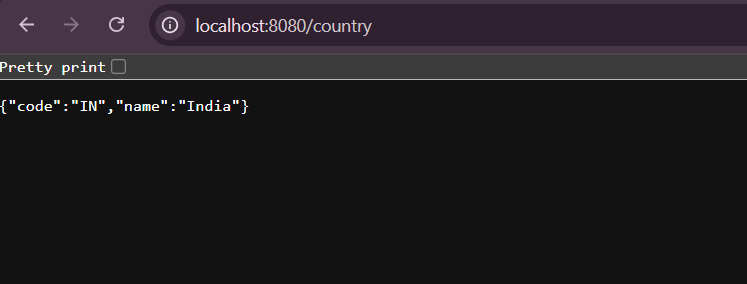 localhost:8080/country
Pretty print
{"code":"IN","name":"India"}